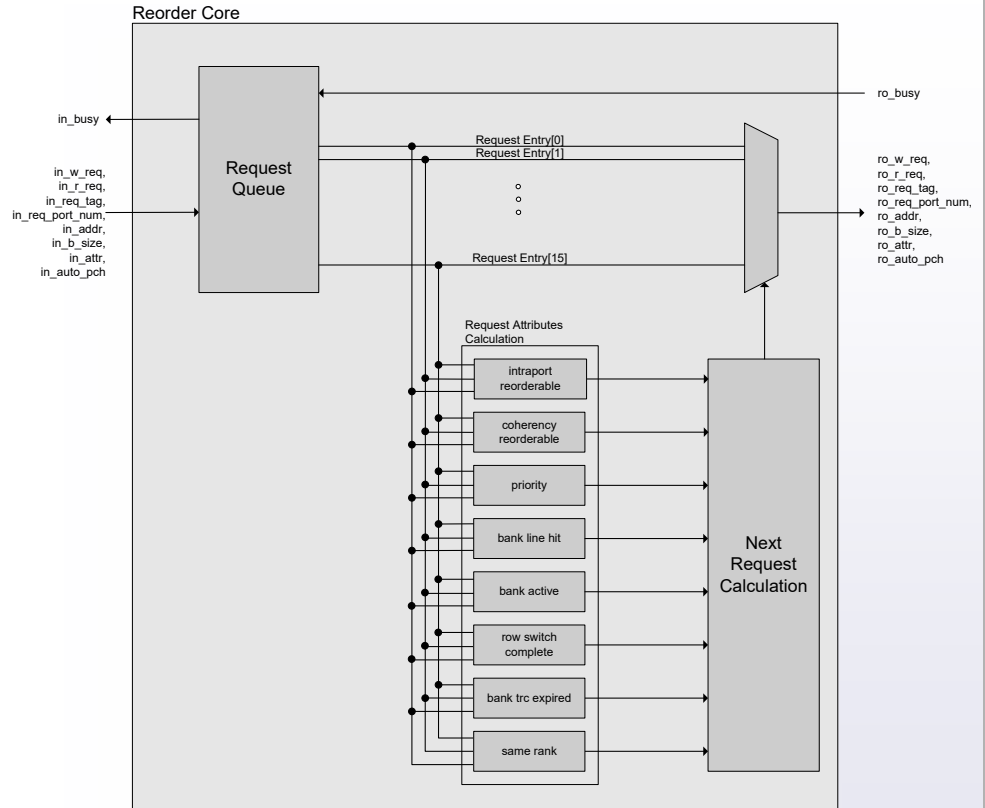 Reorder Core
ro_busy
in_busy
Request
Queue
Request Entry[0]
Request Entry[1]
Request Entry[15]
in_w_req,
in_r_req,
in_req_tag,
in_req_port_num,
in_addr,
in_b_size,
in_attr,
in_auto_pch
ro_w_req,
ro_r_req,
ro_req_tag,
ro_req_port_num,
ro_addr,
ro_b_size,
ro_attr,
ro_auto_pch
Request Attributes
Calculation
intraport
reorderable
coherency
reorderable
priority
bank line hit
bank active
row switch
complete
bank trc expired
same rank
Next
Request
Calculation